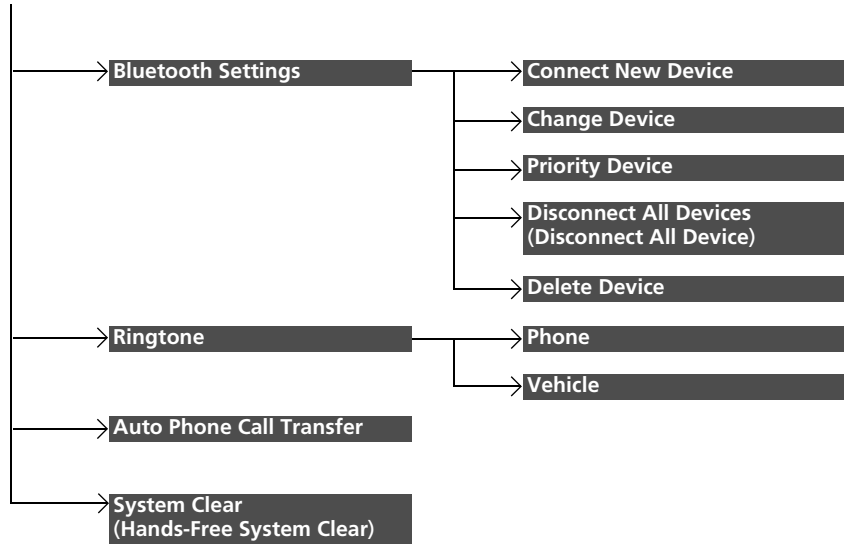 Bluetooth Settings
Connect New Device
Change Device
Priority Device
Disconnect All Devices
(Disconnect All Device)
Delete Device
Ringtone
Phone
Vehicle
Auto Phone Call Transfer
System Clear
(Hands-Free System Clear)